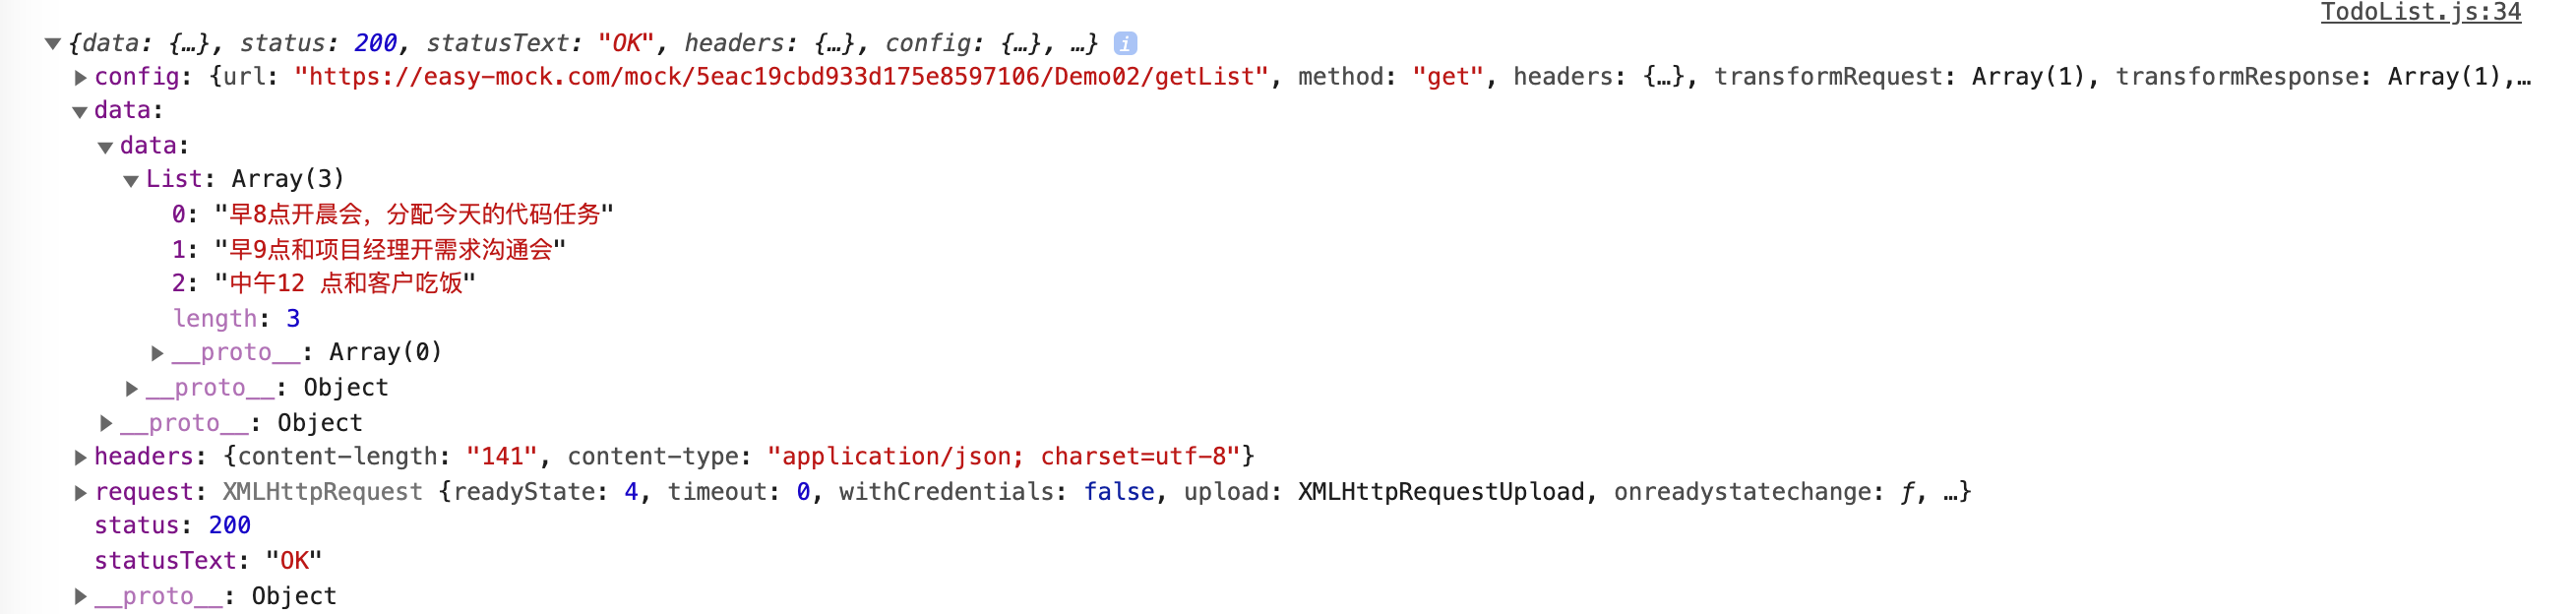 TodoList.js:34
{data: {…}, status: 200, statusText: "OK", headers: {…}, config: {…}, …} i
config: {url: "https://easy-mock.com/mock/5eac19cbd933d175e8597106/Demo02/getList", method: "get", headers: {…}, transformRequest: Array(1), transformResponse: Array(1),…
data:
data:
List: Array(3)
0: "早8点开晨会，分配今天的代码任务"
1: "早9点和项目经理开需求沟通会"
2: "中午12 点和客户吃饭"
length: 3
__proto__: Array(0)
__proto__: Object
__proto__: Object
headers: {content-length: "141", content-type: "application/json; charset=utf-8"}
request: XMLHttpRequest {readyState: 4, timeout: 0, withCredentials: false, upload: XMLHttpRequestUpload, onreadystatechange: ƒ, …}
status: 200
statusText: "OK"
__proto__: Object